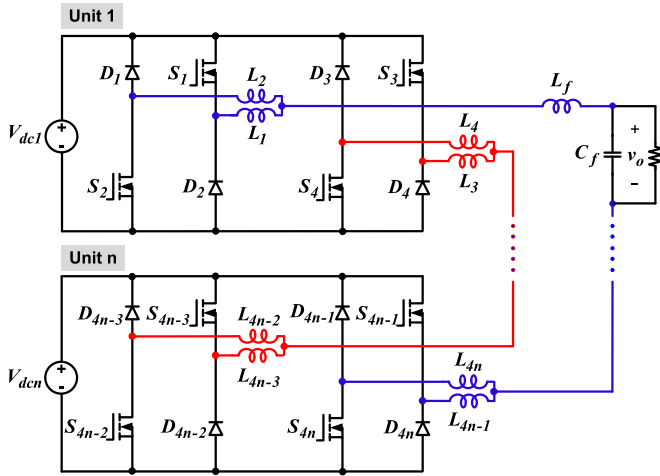 Unit 1
D1 S1 D3 S3
L2 Lf
Vdc1 L1 L4 Cf vo
S2 D2 S4 D4 L3
+
-
+
-
Unit n
D4n-3 S4n-3 L4n-2 D4n-1 S4n-1
Vdcn L4n-3 L4n
S4n-2 D4n-2 S4n D4n L4n-1
+
-